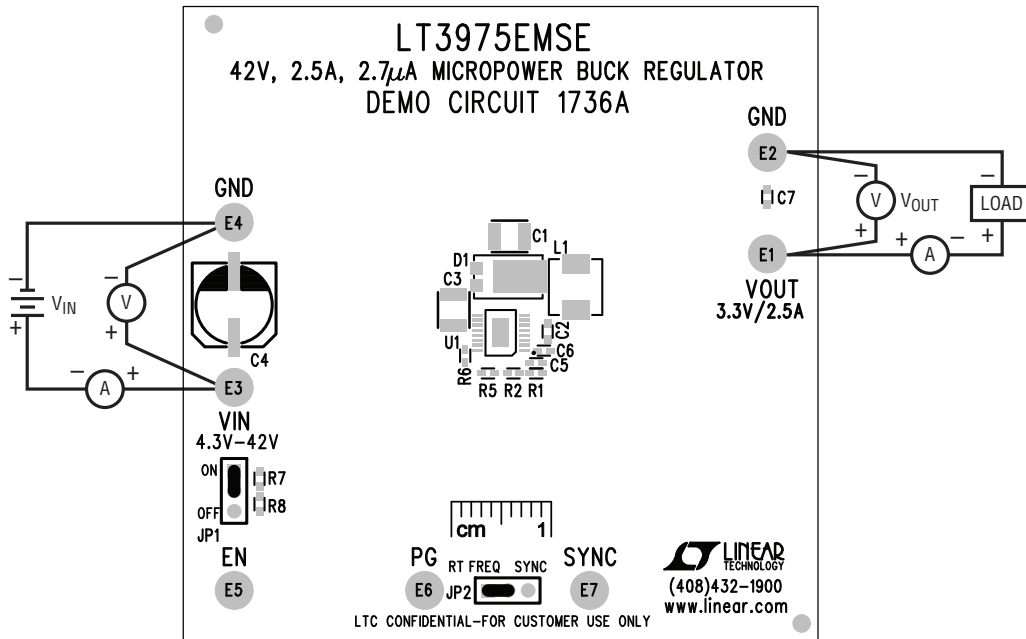 LT3975EMSE
42V, 2.5A, 2.7µA MICROPOWER BUCK REGULATOR
DEMO CIRCUIT 1736A
GND
E2
C7
− V VOUT +
− LOAD +
+ A −
E1
VOUT
3.3V/2.5A
GND
E4
− VIN +
− V +
C4
− A +
E3
VIN
4.3V–42V
ON
OFF
JP1
R7
R8
EN
E5
C1
D1
L1
C3
U1
C2
C6
C5
R6
R5 R2 R1
cm 1
PG
E6
RT FREQ SYNC
JP2
SYNC
E7
LTC CONFIDENTIAL–FOR CUSTOMER USE ONLY
LINEAR
TECHNOLOGY
(408)432-1900
www.linear.com